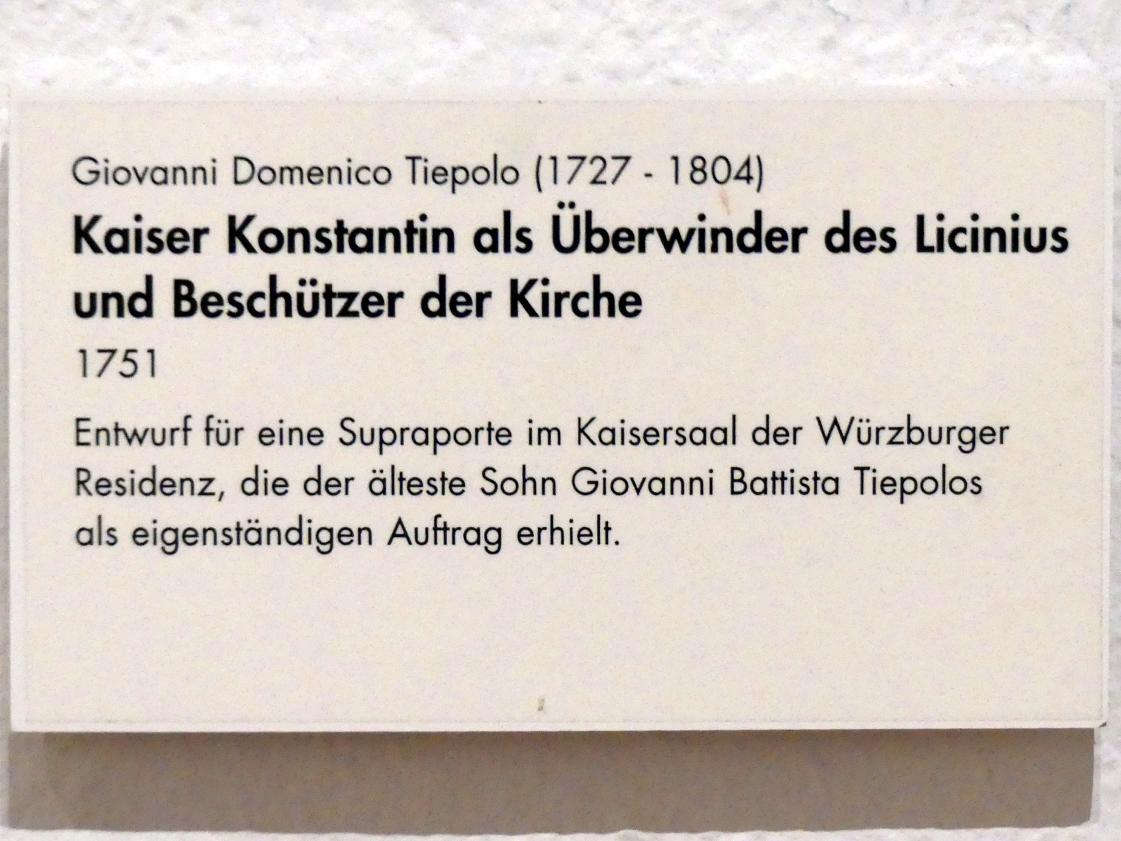 Giovanni Domenico Tiepolo (1727 - 1804)
Kaiser Konstantin als Überwinder des Licinius
und Beschützer der Kirche
1751
Entwurf für eine Supraporte im Kaisersaal der Würzburger
Residenz, die der älteste Sohn Giovanni Battista Tiepolos
als eigenständigen Auftrag erhielt.